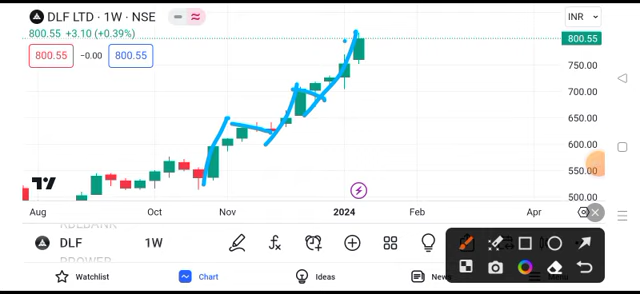 DLF LTD · 1W · NSE
INR
800.55 +3.10 (+0.39%)
800.55
−0.00
800.55
800.55
750.00
700.00
650.00
600.00
550.00
500.00
Aug
Oct
Nov
2024
Feb
Apr
DLF
1W
Watchlist
Chart
Ideas
News